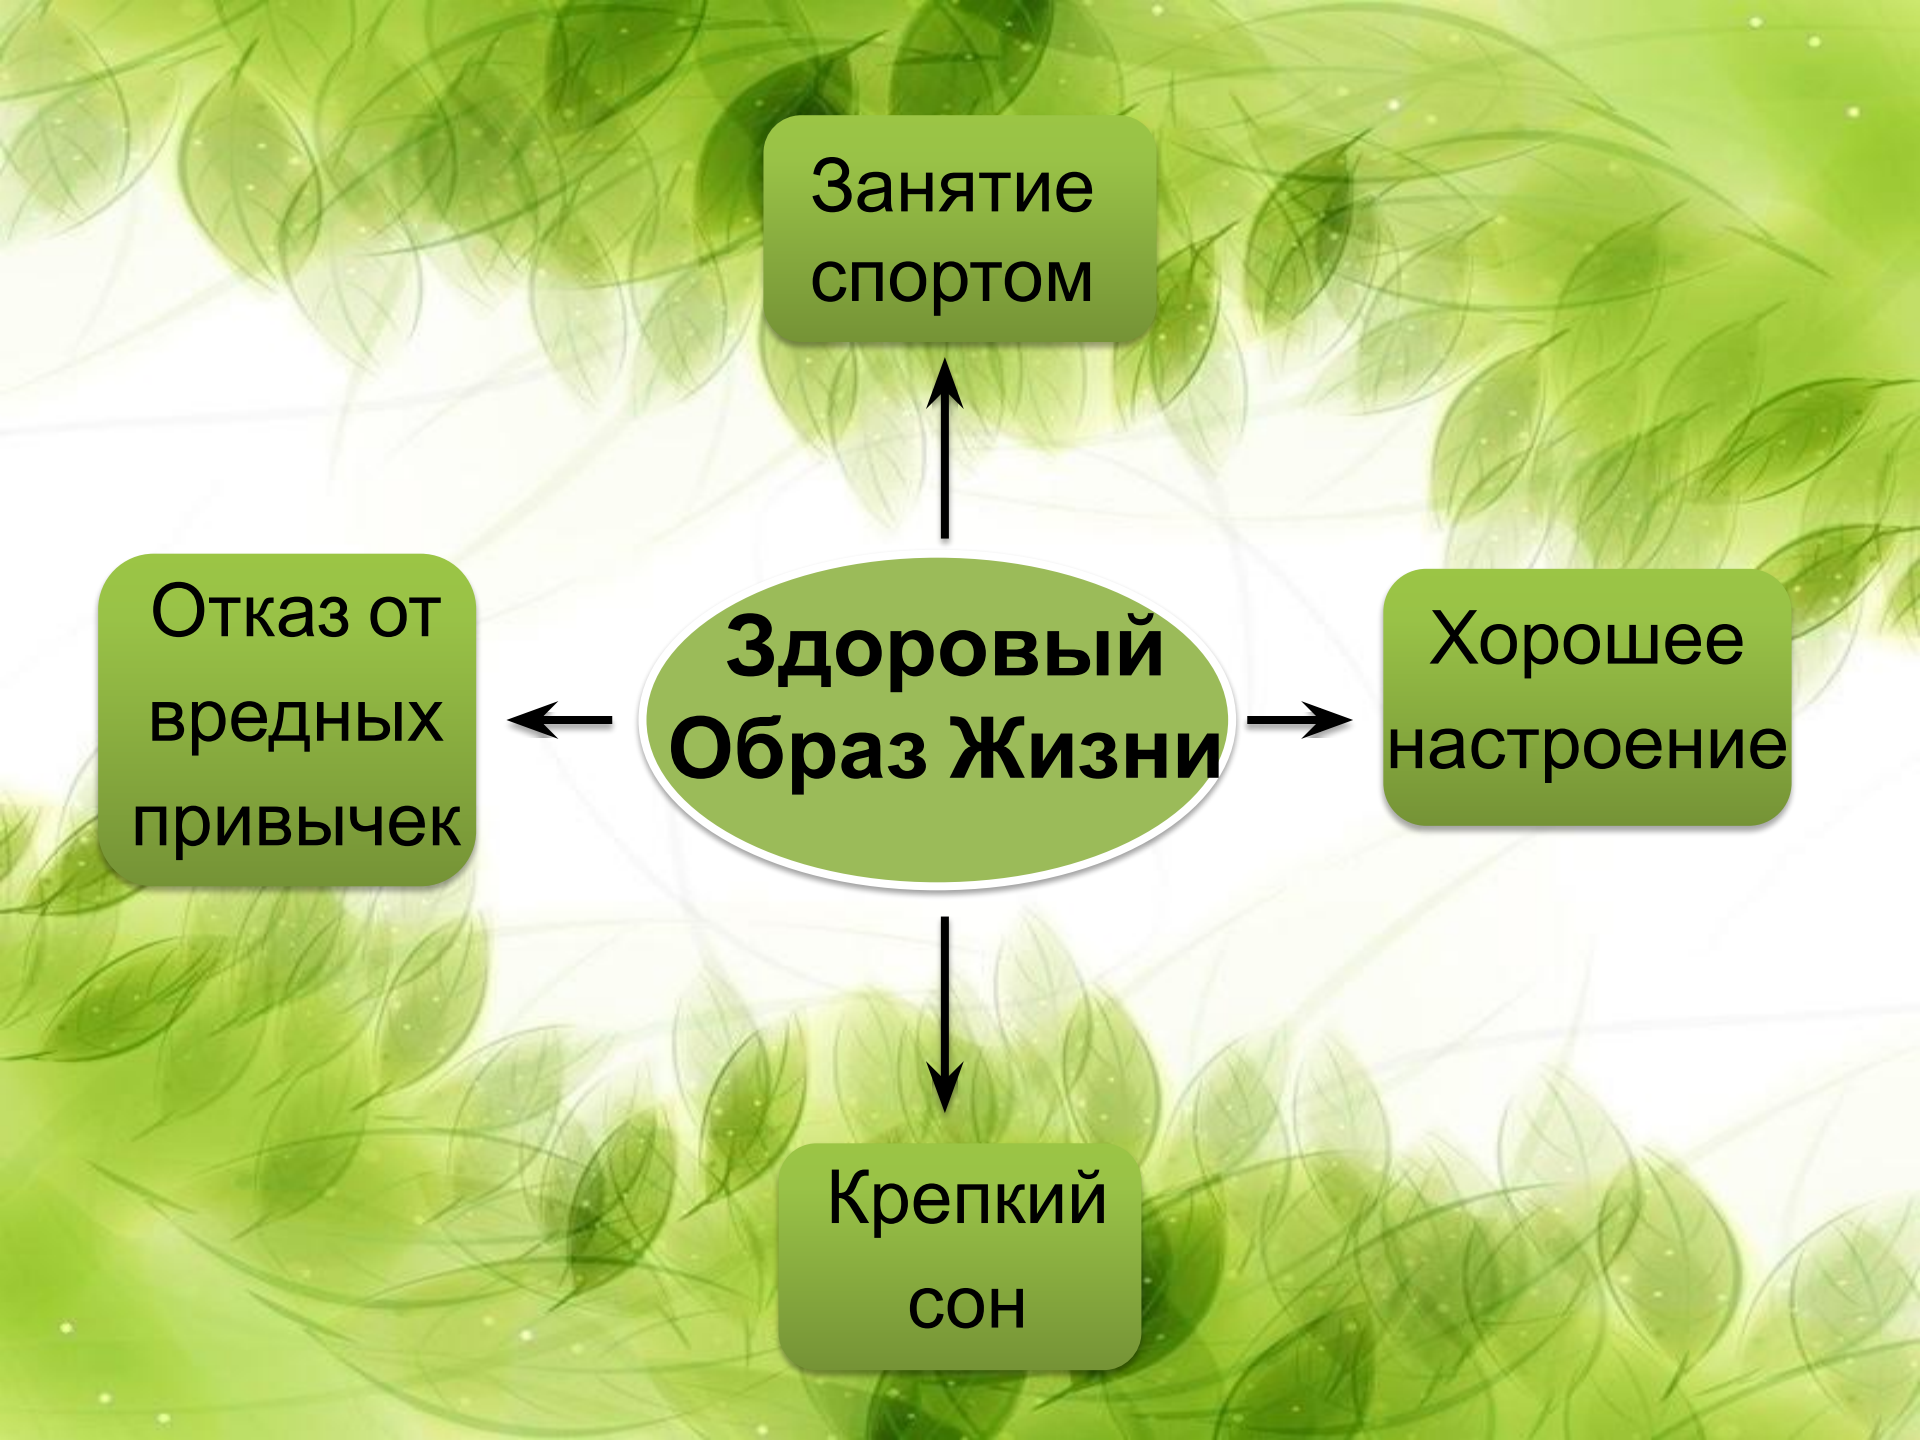 Занятие
спортом
Отказ от
вредных
привычек
Здоровый
Образ Жизни
Хорошее
настроение
Крепкий
сон